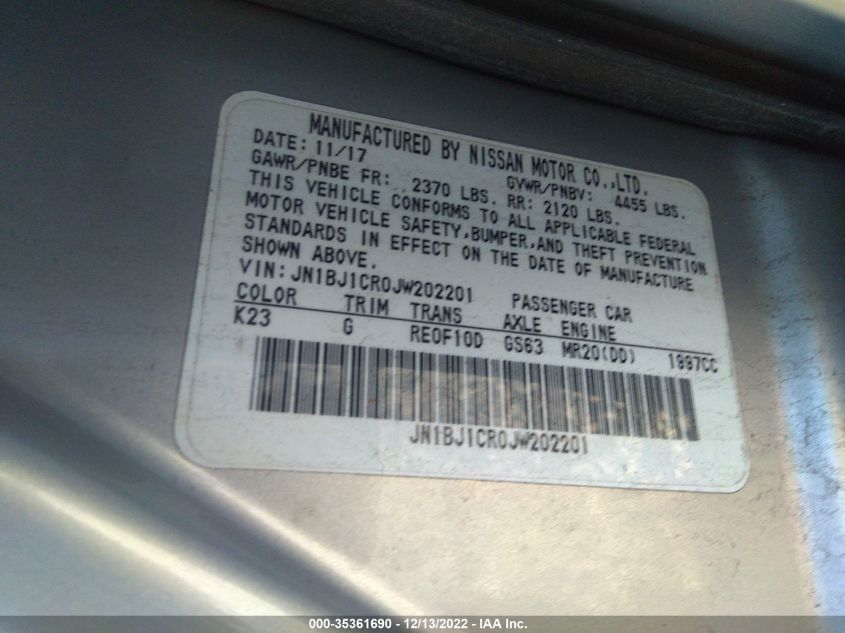 MANUFACTURED BY NISSAN MOTOR CO.,LTD.
DATE: 11/17 GVWR/PNBV: 4455 LBS.
GAWR/PNBE FR: 2370 LBS. RR: 2120 LBS.
THIS VEHICLE CONFORMS TO ALL APPLICABLE FEDERAL
MOTOR VEHICLE SAFETY,BUMPER,AND THEFT PREVENTION
STANDARDS IN EFFECT ON THE DATE OF MANUFACTURE
SHOWN ABOVE.
VIN: JN1BJ1CR0JW202201 PASSENGER CAR
COLOR TRIM TRANS AXLE ENGINE
K23 G RE0F10D GS63 MR20(DD) 1997CC
JN1BJ1CR0JW202201
000-35361690 - 12/13/2022 - IAA Inc.